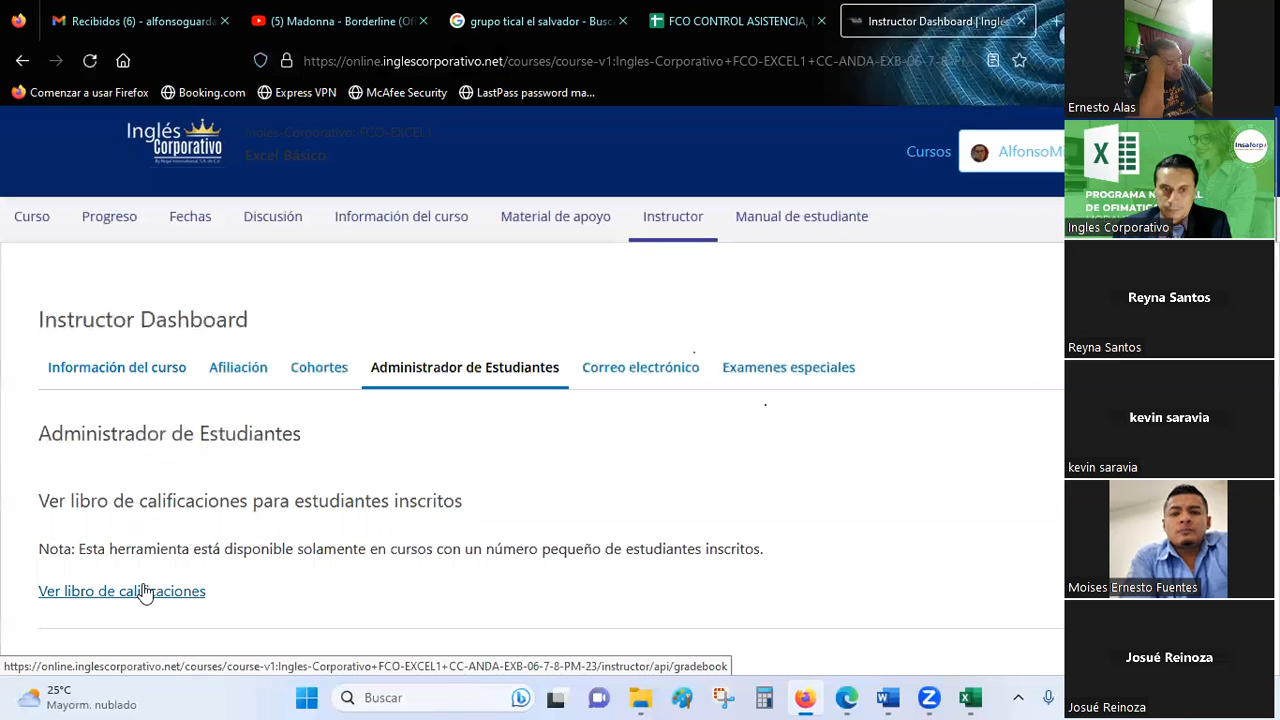 Recibidos (6) - alfonsoguarda
(5) Madonna - Borderline (Of
grupo tical el salvador - Busc
FCO CONTROL ASISTENCIA,
Instructor Dashboard | Inglé
https://online.inglescorporativo.net/courses/course-v1:Ingles-Corporativo+FCO-EXCEL1+CC-ANDA-EXB-06-7-8-PM
Comenzar a usar Firefox
Booking.com
Express VPN
McAfee Security
LastPass password ma...
Inglés
Corporativo
Ingles-Corporativo: FCO-EXCEL1
Excel Básico
Cursos
AlfonsoM
Curso
Progreso
Fechas
Discusión
Información del curso
Material de apoyo
Instructor
Manual de estudiante
Instructor Dashboard
Información del curso
Afiliación
Cohortes
Administrador de Estudiantes
Correo electrónico
Examenes especiales
Administrador de Estudiantes
Ver libro de calificaciones para estudiantes inscritos
Nota: Esta herramienta está disponible solamente en cursos con un número pequeño de estudiantes inscritos.
Ver libro de calificaciones
https://online.inglescorporativo.net/courses/course-v1:Ingles-Corporativo+FCO-EXCEL1+CC-ANDA-EXB-06-7-8-PM-23/instructor/api/gradebook
25°C
Mayorm. nublado
Buscar
Ernesto Alas
X
Insaforp
PROGRAMA
DE OFIMATIC
Ingles Corporativo
Reyna Santos
Reyna Santos
kevin saravia
kevin saravia
Moises Ernesto Fuentes
Josué Reinoza
Josué Reinoza